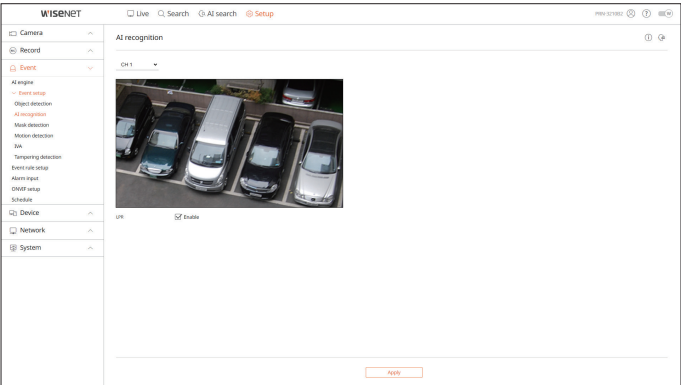 WISENET
Live Search AI search Setup
PRN-3210B2
Camera
Record
Event
AI engine
Event setup
Object detection
AI recognition
Mask detection
Motion detection
IVA
Tampering detection
Event rule setup
Alarm input
ONVIF setup
Schedule
Device
Network
System
AI recognition
CH 1
LPR Enable
Apply